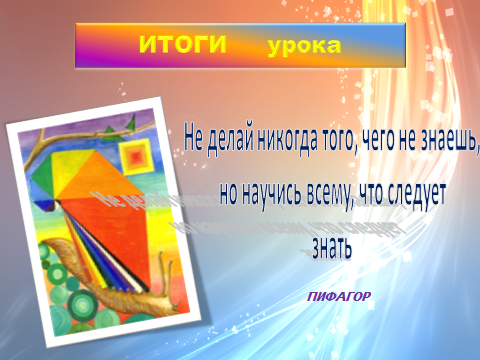 ИТОГИ урока
Не делай никогда того, чего не знаешь,
но научись всему, что следует
знать
ПИФАГОР